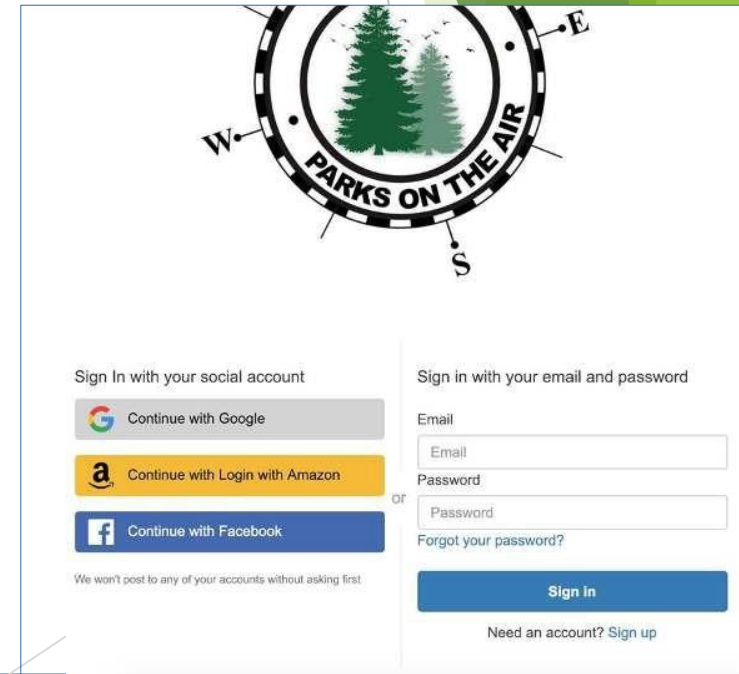 E
W
PARKS ON THE AIR
S
Sign In with your social account
Continue with Google
Continue with Login with Amazon
Continue with Facebook
We won't post to any of your accounts without asking first
or
Sign in with your email and password
Email
Email
Password
Password
Forgot your password?
Sign in
Need an account? Sign up